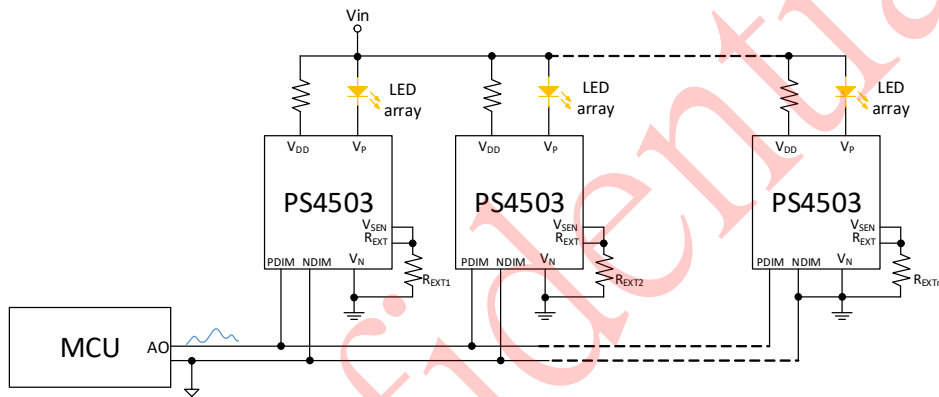 Vin
LED array
LED array
LED array
VDD VP
VDD VP
VDD VP
PS4503
PS4503
PS4503
VSEN
REXT
VSEN
REXT
VSEN
REXT
PDIM NDIM VN
PDIM NDIM VN
PDIM NDIM VN
REXT1
REXT2
REXTn
MCU
AO